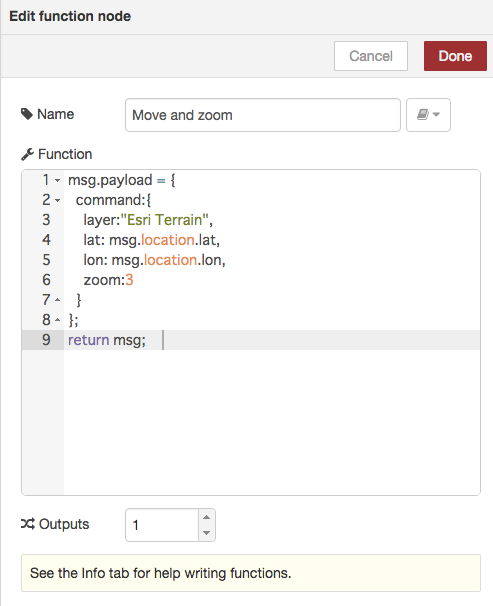 Edit function node
Cancel
Done
Name
Move and zoom
Function
1 msg.payload = {
2 command:{
3 layer:"Esri Terrain",
4 lat: msg.location.lat,
5 lon: msg.location.lon,
6 zoom:3
7 }
8 };
9 return msg;
Outputs
1
See the Info tab for help writing functions.